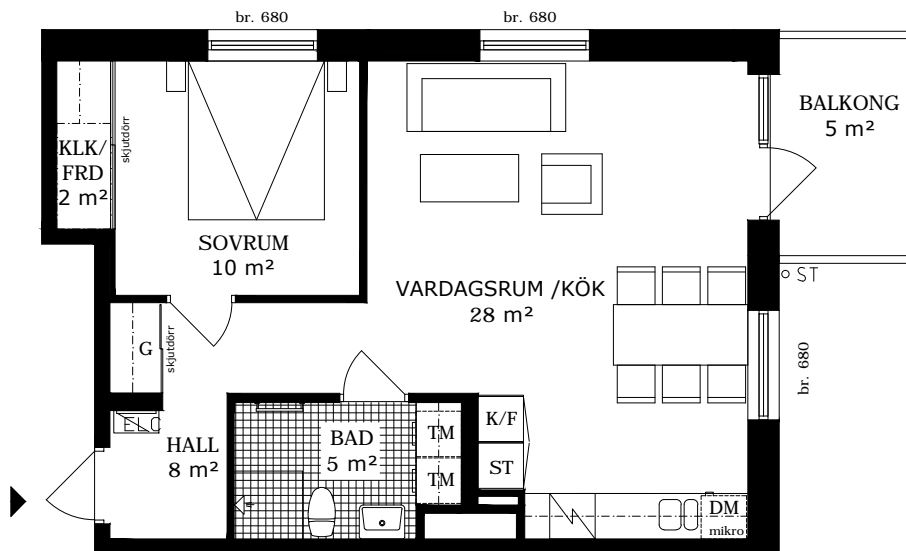 br. 680
br. 680
BALKONG
5 m²
KLK/
FRD
2 m²
skjutdörr
SOVRUM
10 m²
VARDAGSRUM /KÖK
28 m²
ST
br. 680
G
skjutdörr
ELC
HALL
8 m²
BAD
5 m²
TM
TM
K/F
ST
DM
mikro